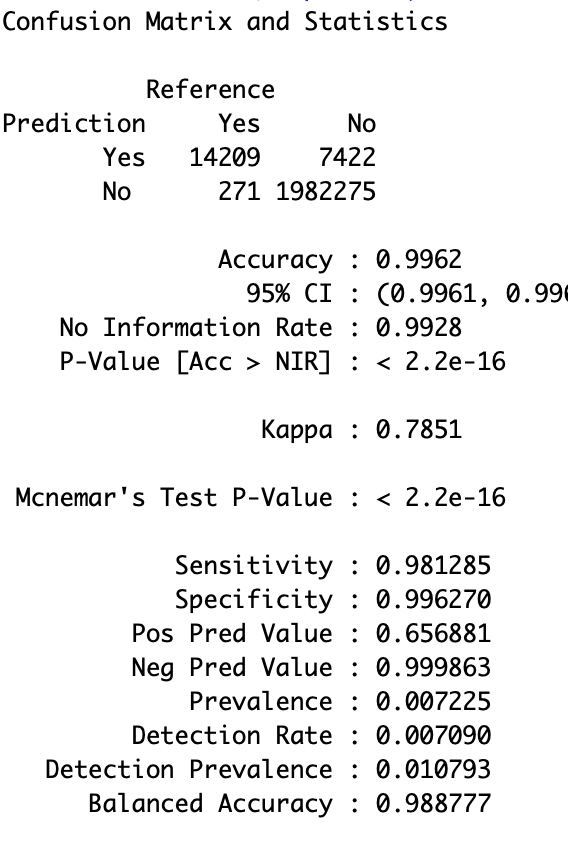 Confusion Matrix and Statistics
Reference
Prediction Yes No
Yes 14209 7422
No 271 1982275
Accuracy : 0.9962
95% CI : (0.9961, 0.996
No Information Rate : 0.9928
P-Value [Acc > NIR] : < 2.2e-16
Kappa : 0.7851
Mcnemar's Test P-Value : < 2.2e-16
Sensitivity : 0.981285
Specificity : 0.996270
Pos Pred Value : 0.656881
Neg Pred Value : 0.999863
Prevalence : 0.007225
Detection Rate : 0.007090
Detection Prevalence : 0.010793
Balanced Accuracy : 0.988777